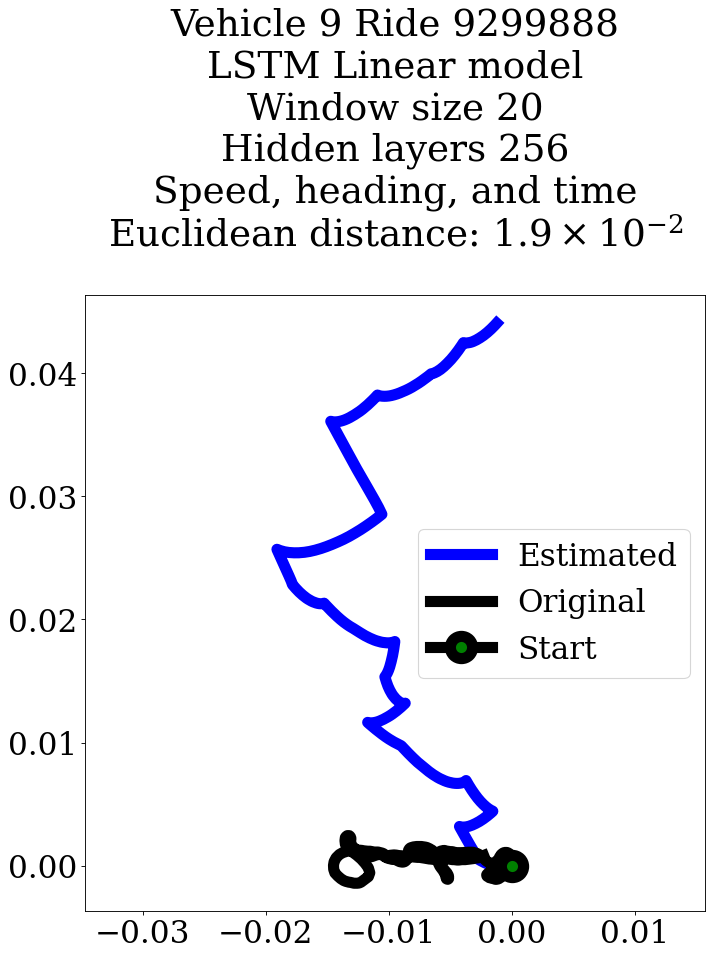 Vehicle 9 Ride 9299888
LSTM Linear model
Window size 20
Hidden layers 256
Speed, heading, and time
Euclidean distance: 1.9 × 10⁻²
0.04
0.03
0.02
0.01
0.00
Estimated
Original
Start
−0.03 −0.02 −0.01 0.00 0.01